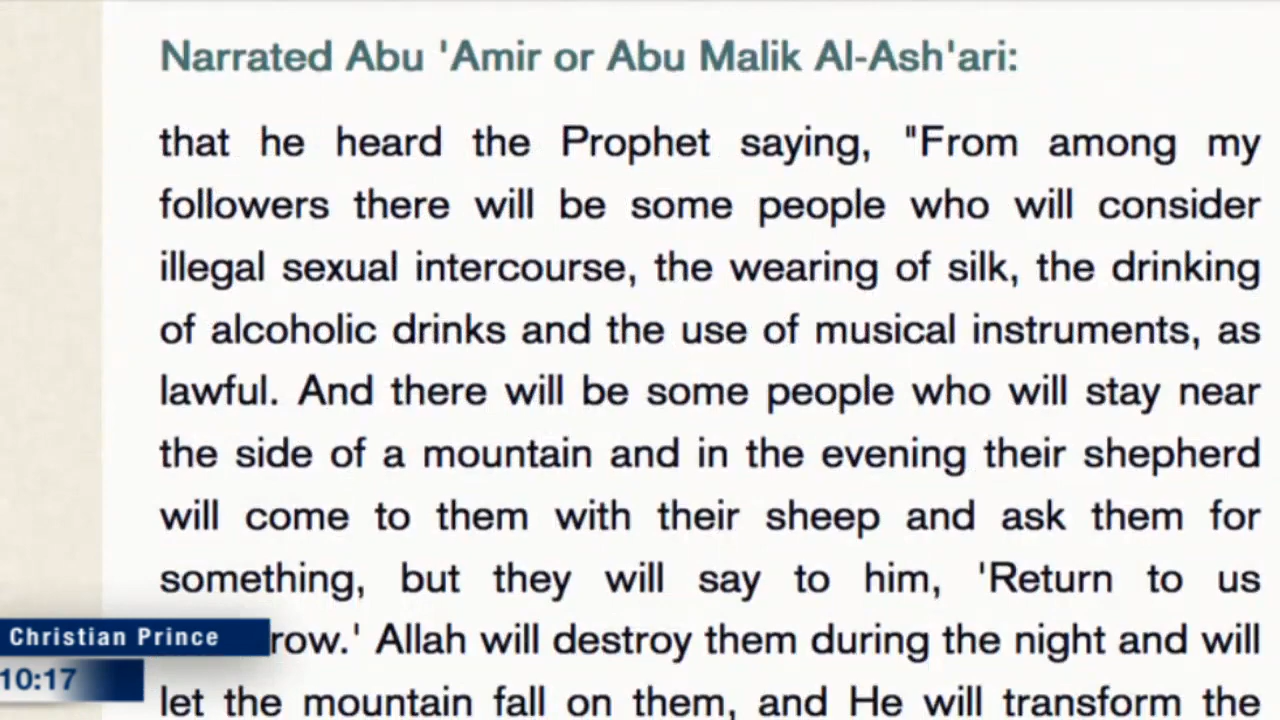 Narrated Abu 'Amir or Abu Malik Al-Ash'ari:
that he heard the Prophet saying, "From among my
followers there will be some people who will consider
illegal sexual intercourse, the wearing of silk, the drinking
of alcoholic drinks and the use of musical instruments, as
lawful. And there will be some people who will stay near
the side of a mountain and in the evening their shepherd
will come to them with their sheep and ask them for
something, but they will say to him, 'Return to us
Christian Prince
row.' Allah will destroy them during the night and will
10:17
let the mountain fall on them, and He will transform the